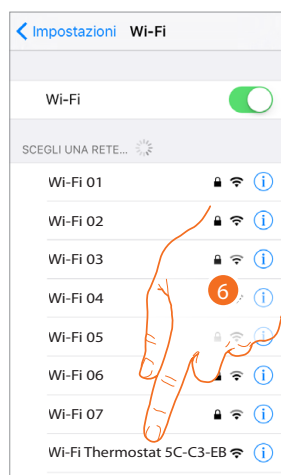 Impostazioni Wi-Fi
Wi-Fi
SCEGLI UNA RETE...
Wi-Fi 01
Wi-Fi 02
Wi-Fi 03
Wi-Fi 04
6
Wi-Fi 05
Wi-Fi 06
Wi-Fi 07
Wi-Fi Thermostat 5C-C3-EB